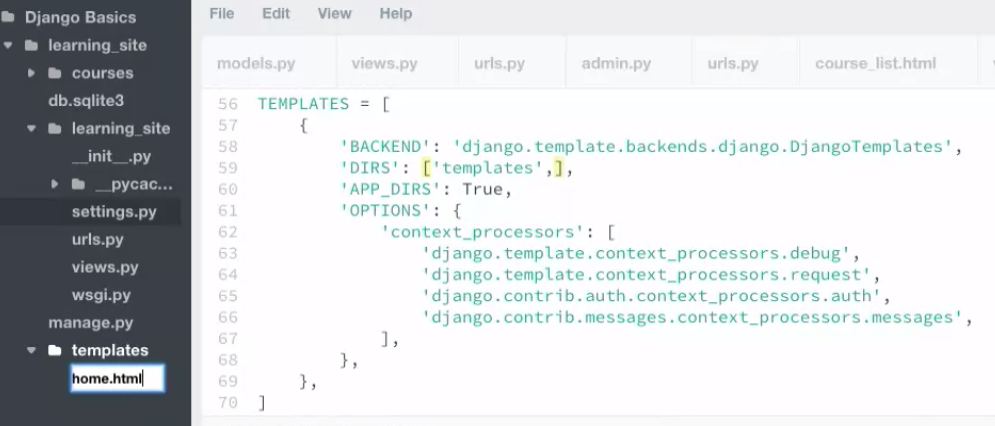 Django Basics
learning_site
courses
db.sqlite3
learning_site
__init__.py
__pycac...
settings.py
urls.py
views.py
wsgi.py
manage.py
templates
home.html
File Edit View Help
models.py views.py urls.py admin.py urls.py course_list.html
56 TEMPLATES = [
57     {
58         'BACKEND': 'django.template.backends.django.DjangoTemplates',
59         'DIRS': ['templates',],
60         'APP_DIRS': True,
61         'OPTIONS': {
62             'context_processors': [
63                 'django.template.context_processors.debug',
64                 'django.template.context_processors.request',
65                 'django.contrib.auth.context_processors.auth',
66                 'django.contrib.messages.context_processors.messages',
67             ],
68         },
69     },
70 ]